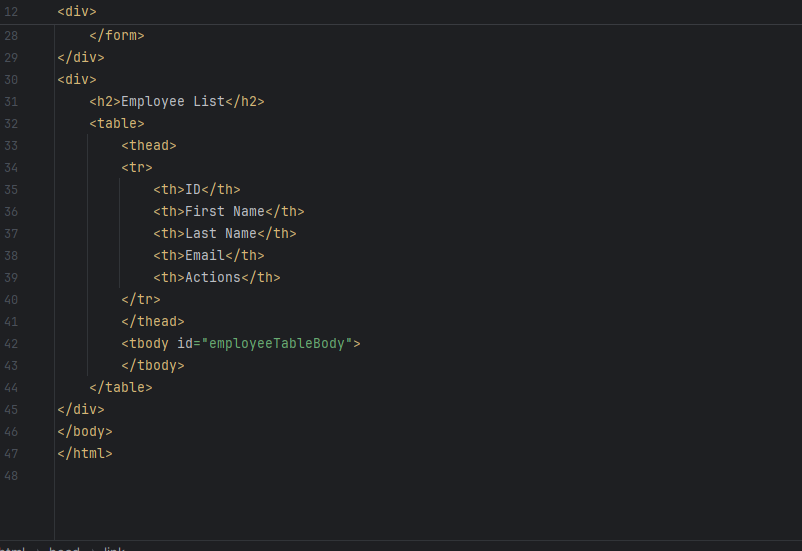 12 <div>
28 </form>
29 </div>
30 <div>
31 <h2>Employee List</h2>
32 <table>
33 <thead>
34 <tr>
35 <th>ID</th>
36 <th>First Name</th>
37 <th>Last Name</th>
38 <th>Email</th>
39 <th>Actions</th>
40 </tr>
41 </thead>
42 <tbody id="employeeTableBody">
43 </tbody>
44 </table>
45 </div>
46 </body>
47 </html>
48
html › head › link